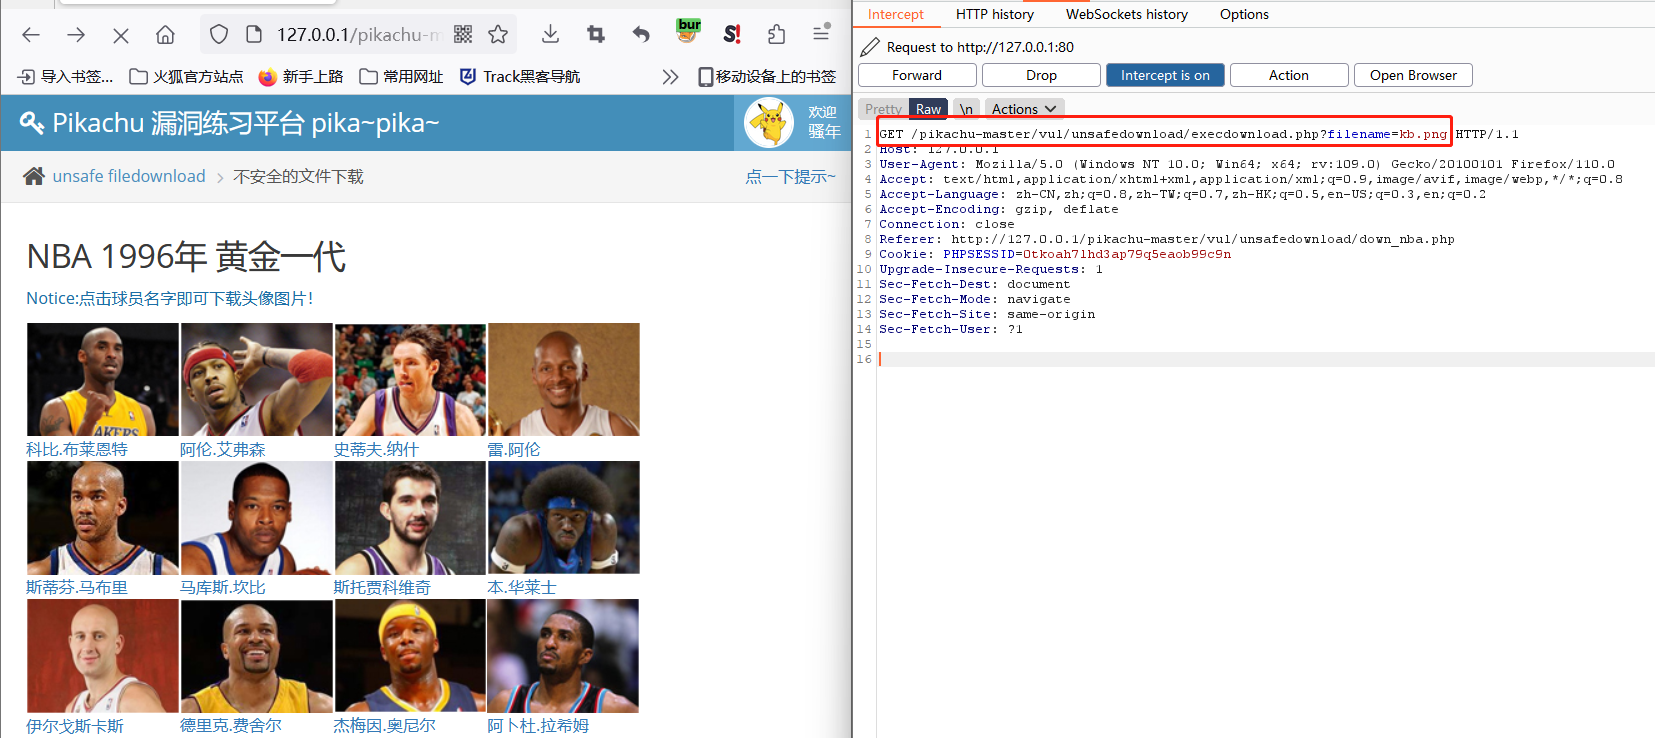 127.0.0.1/pikachu-m
bur
S!
导入书签...
火狐官方站点
新手上路
常用网址
Track黑客导航
移动设备上的书签
Pikachu 漏洞练习平台 pika~pika~
欢迎
骚年
unsafe filedownload > 不安全的文件下载
点一下提示~
NBA 1996年 黄金一代
Notice:点击球员名字即可下载头像图片!
LAKERS
科比.布莱恩特
阿伦.艾弗森
史蒂夫.纳什
雷.阿伦
斯蒂芬.马布里
马库斯.坎比
斯托贾科维奇
本.华莱士
伊尔戈斯卡斯
德里克.费舍尔
杰梅因.奥尼尔
阿卜杜.拉希姆
Intercept
HTTP history
WebSockets history
Options
Request to http://127.0.0.1:80
Forward
Drop
Intercept is on
Action
Open Browser
Pretty
Raw
\n
Actions
1 GET /pikachu-master/vul/unsafedownload/execdownload.php?filename=kb.png HTTP/1.1
2 Host: 127.0.0.1
3 User-Agent: Mozilla/5.0 (Windows NT 10.0; Win64; x64; rv:109.0) Gecko/20100101 Firefox/110.0
4 Accept: text/html,application/xhtml+xml,application/xml;q=0.9,image/avif,image/webp,*/*;q=0.8
5 Accept-Language: zh-CN,zh;q=0.8,zh-TW;q=0.7,zh-HK;q=0.5,en-US;q=0.3,en;q=0.2
6 Accept-Encoding: gzip, deflate
7 Connection: close
8 Referer: http://127.0.0.1/pikachu-master/vul/unsafedownload/down_nba.php
9 Cookie: PHPSESSID=0tkoah7lhd3ap79q5eaob99c9n
10 Upgrade-Insecure-Requests: 1
11 Sec-Fetch-Dest: document
12 Sec-Fetch-Mode: navigate
13 Sec-Fetch-Site: same-origin
14 Sec-Fetch-User: ?1
15
16